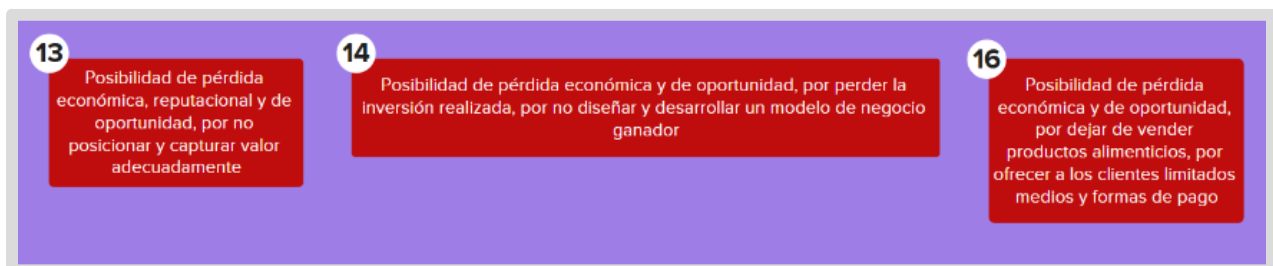 13
Posibilidad de pérdida
económica, reputacional y de
oportunidad, por no
posicionar y capturar valor
adecuadamente
14
Posibilidad de pérdida económica y de oportunidad, por perder la
inversión realizada, por no diseñar y desarrollar un modelo de negocio
ganador
16
Posibilidad de pérdida
económica y de oportunidad,
por dejar de vender
productos alimenticios, por
ofrecer a los clientes limitados
medios y formas de pago